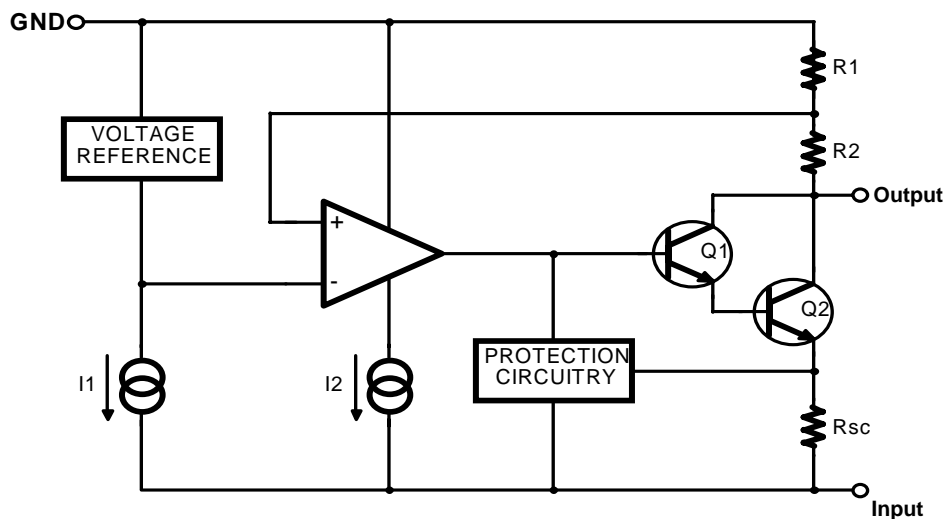 GND
R1
VOLTAGE
REFERENCE
R2
Output
+
Q1
-
Q2
PROTECTION
CIRCUITRY
I1
I2
Rsc
Input